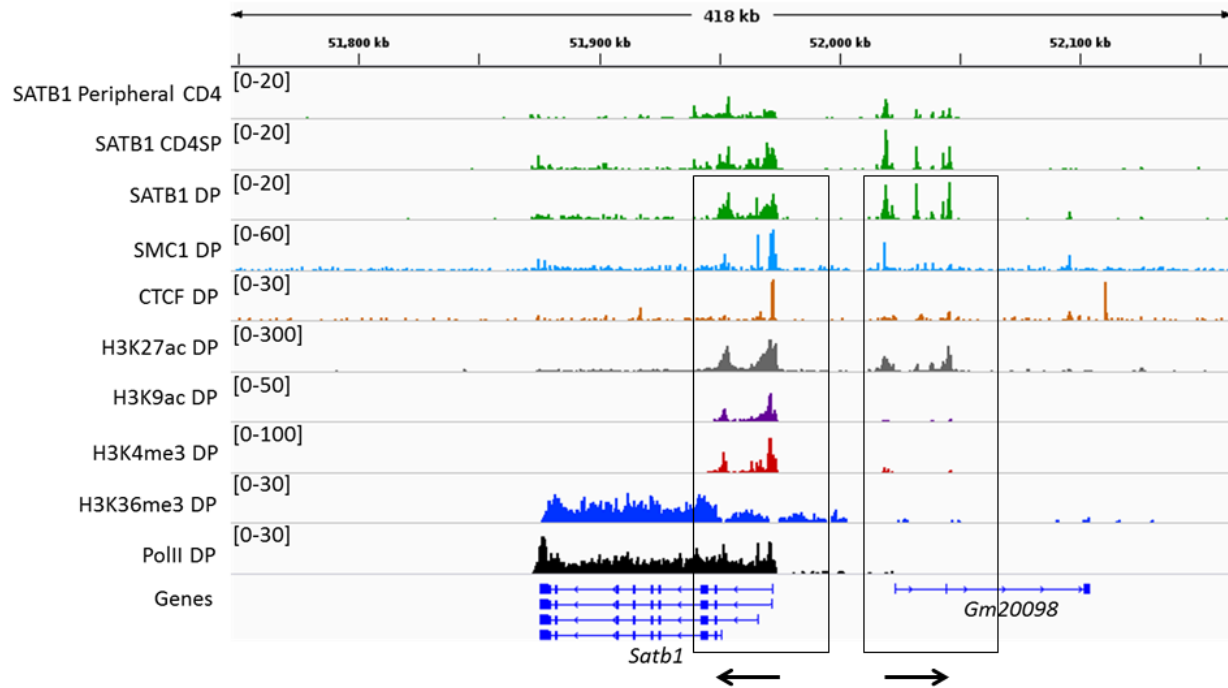 418 kb
51,800 kb 51,900 kb 52,000 kb 52,100 kb
SATB1 Peripheral CD4 [0-20]
SATB1 CD4SP [0-20]
SATB1 DP [0-20]
SMC1 DP [0-60]
CTCF DP [0-30]
H3K27ac DP [0-300]
H3K9ac DP [0-50]
H3K4me3 DP [0-100]
H3K36me3 DP [0-30]
PolII DP [0-30]
Genes
Gm20098
Satb1